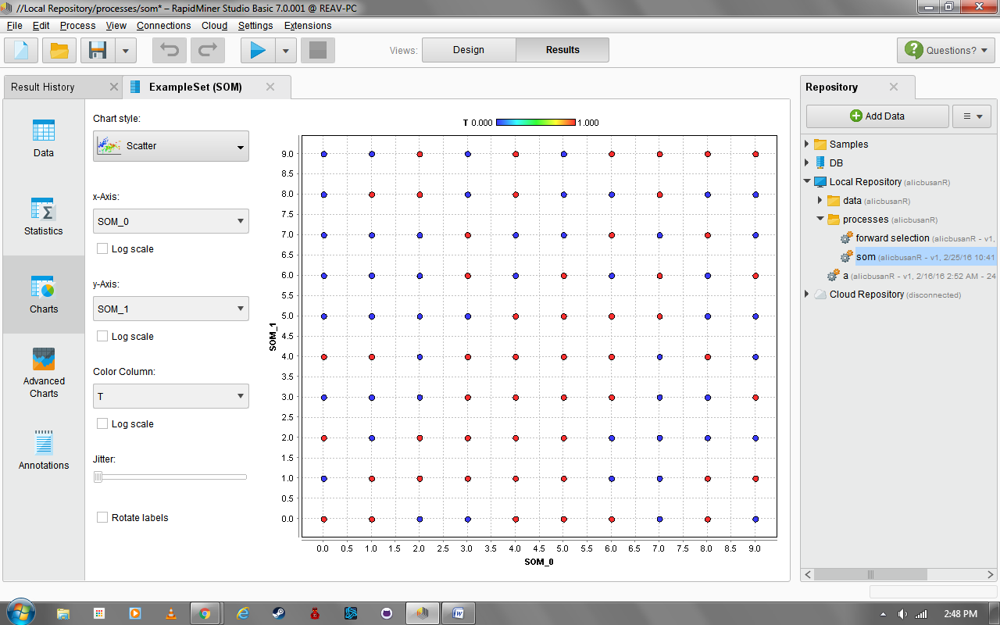 //Local Repository/processes/som* – RapidMiner Studio Basic 7.0.001 @ REAV-PC
File Edit Process View Connections Cloud Settings Extensions
Views: Design Results Questions?
Result History
ExampleSet (SOM)
Data
Statistics
Charts
Advanced
Charts
Annotations
Chart style:
Scatter
x-Axis:
SOM_0
Log scale
y-Axis:
SOM_1
Log scale
Color Column:
T
Log scale
Jitter:
Rotate labels
T 0.000 1.000
9.0
8.5
8.0
7.5
7.0
6.5
6.0
5.5
5.0
4.5
4.0
3.5
3.0
2.5
2.0
1.5
1.0
0.5
0.0
SOM_1
0.0 0.5 1.0 1.5 2.0 2.5 3.0 3.5 4.0 4.5 5.0 5.5 6.0 6.5 7.0 7.5 8.0 8.5 9.0
SOM_0
Repository
Add Data
Samples
DB
Local Repository (alicbusanR)
data (alicbusanR)
processes (alicbusanR)
forward selection (alicbusanR - v1,
som (alicbusanR - v1, 2/25/16 10:41
a (alicbusanR - v1, 2/16/16 2:52 AM - 24
Cloud Repository (disconnected)
2:48 PM